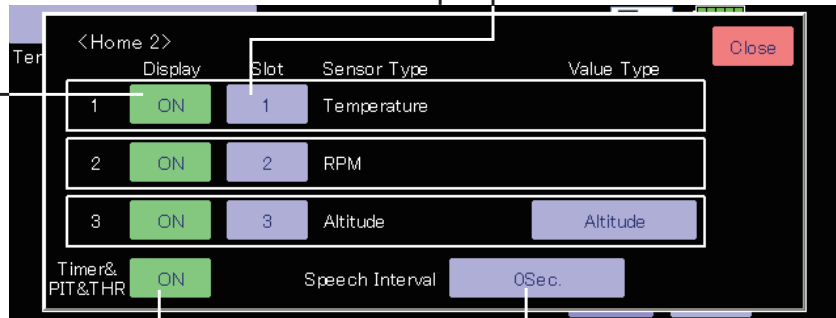 <Home 2>
Close
Ter
Display Slot Sensor Type Value Type
1 ON 1 Temperature
2 ON 2 RPM
3 ON 3 Altitude Altitude
Timer&
PIT&THR ON Speech Interval 0Sec.